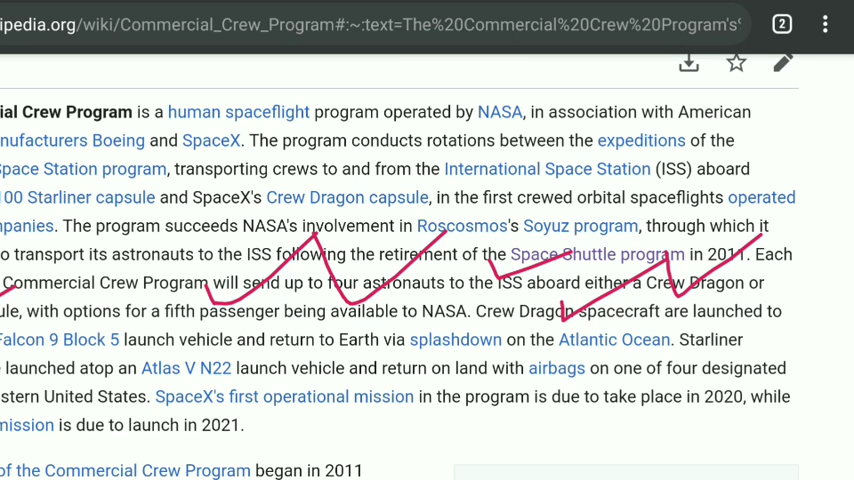 ipedia.org/wiki/Commercial_Crew_Program#:~:text=The%20Commercial%20Crew%20Program's%
2
ial Crew Program is a human spaceflight program operated by NASA, in association with American
nufacturers Boeing and SpaceX. The program conducts rotations between the expeditions of the
Space Station program, transporting crews to and from the International Space Station (ISS) aboard
100 Starliner capsule and SpaceX's Crew Dragon capsule, in the first crewed orbital spaceflights operated
npanies. The program succeeds NASA's involvement in Roscosmos's Soyuz program, through which it
o transport its astronauts to the ISS following the retirement of the Space Shuttle program in 2011. Each
Commercial Crew Program will send up to four astronauts to the ISS aboard either a Crew Dragon or
ule, with options for a fifth passenger being available to NASA. Crew Dragon spacecraft are launched to
Falcon 9 Block 5 launch vehicle and return to Earth via splashdown on the Atlantic Ocean. Starliner
launched atop an Atlas V N22 launch vehicle and return on land with airbags on one of four designated
stern United States. SpaceX's first operational mission in the program is due to take place in 2020, while
mission is due to launch in 2021.
of the Commercial Crew Program began in 2011